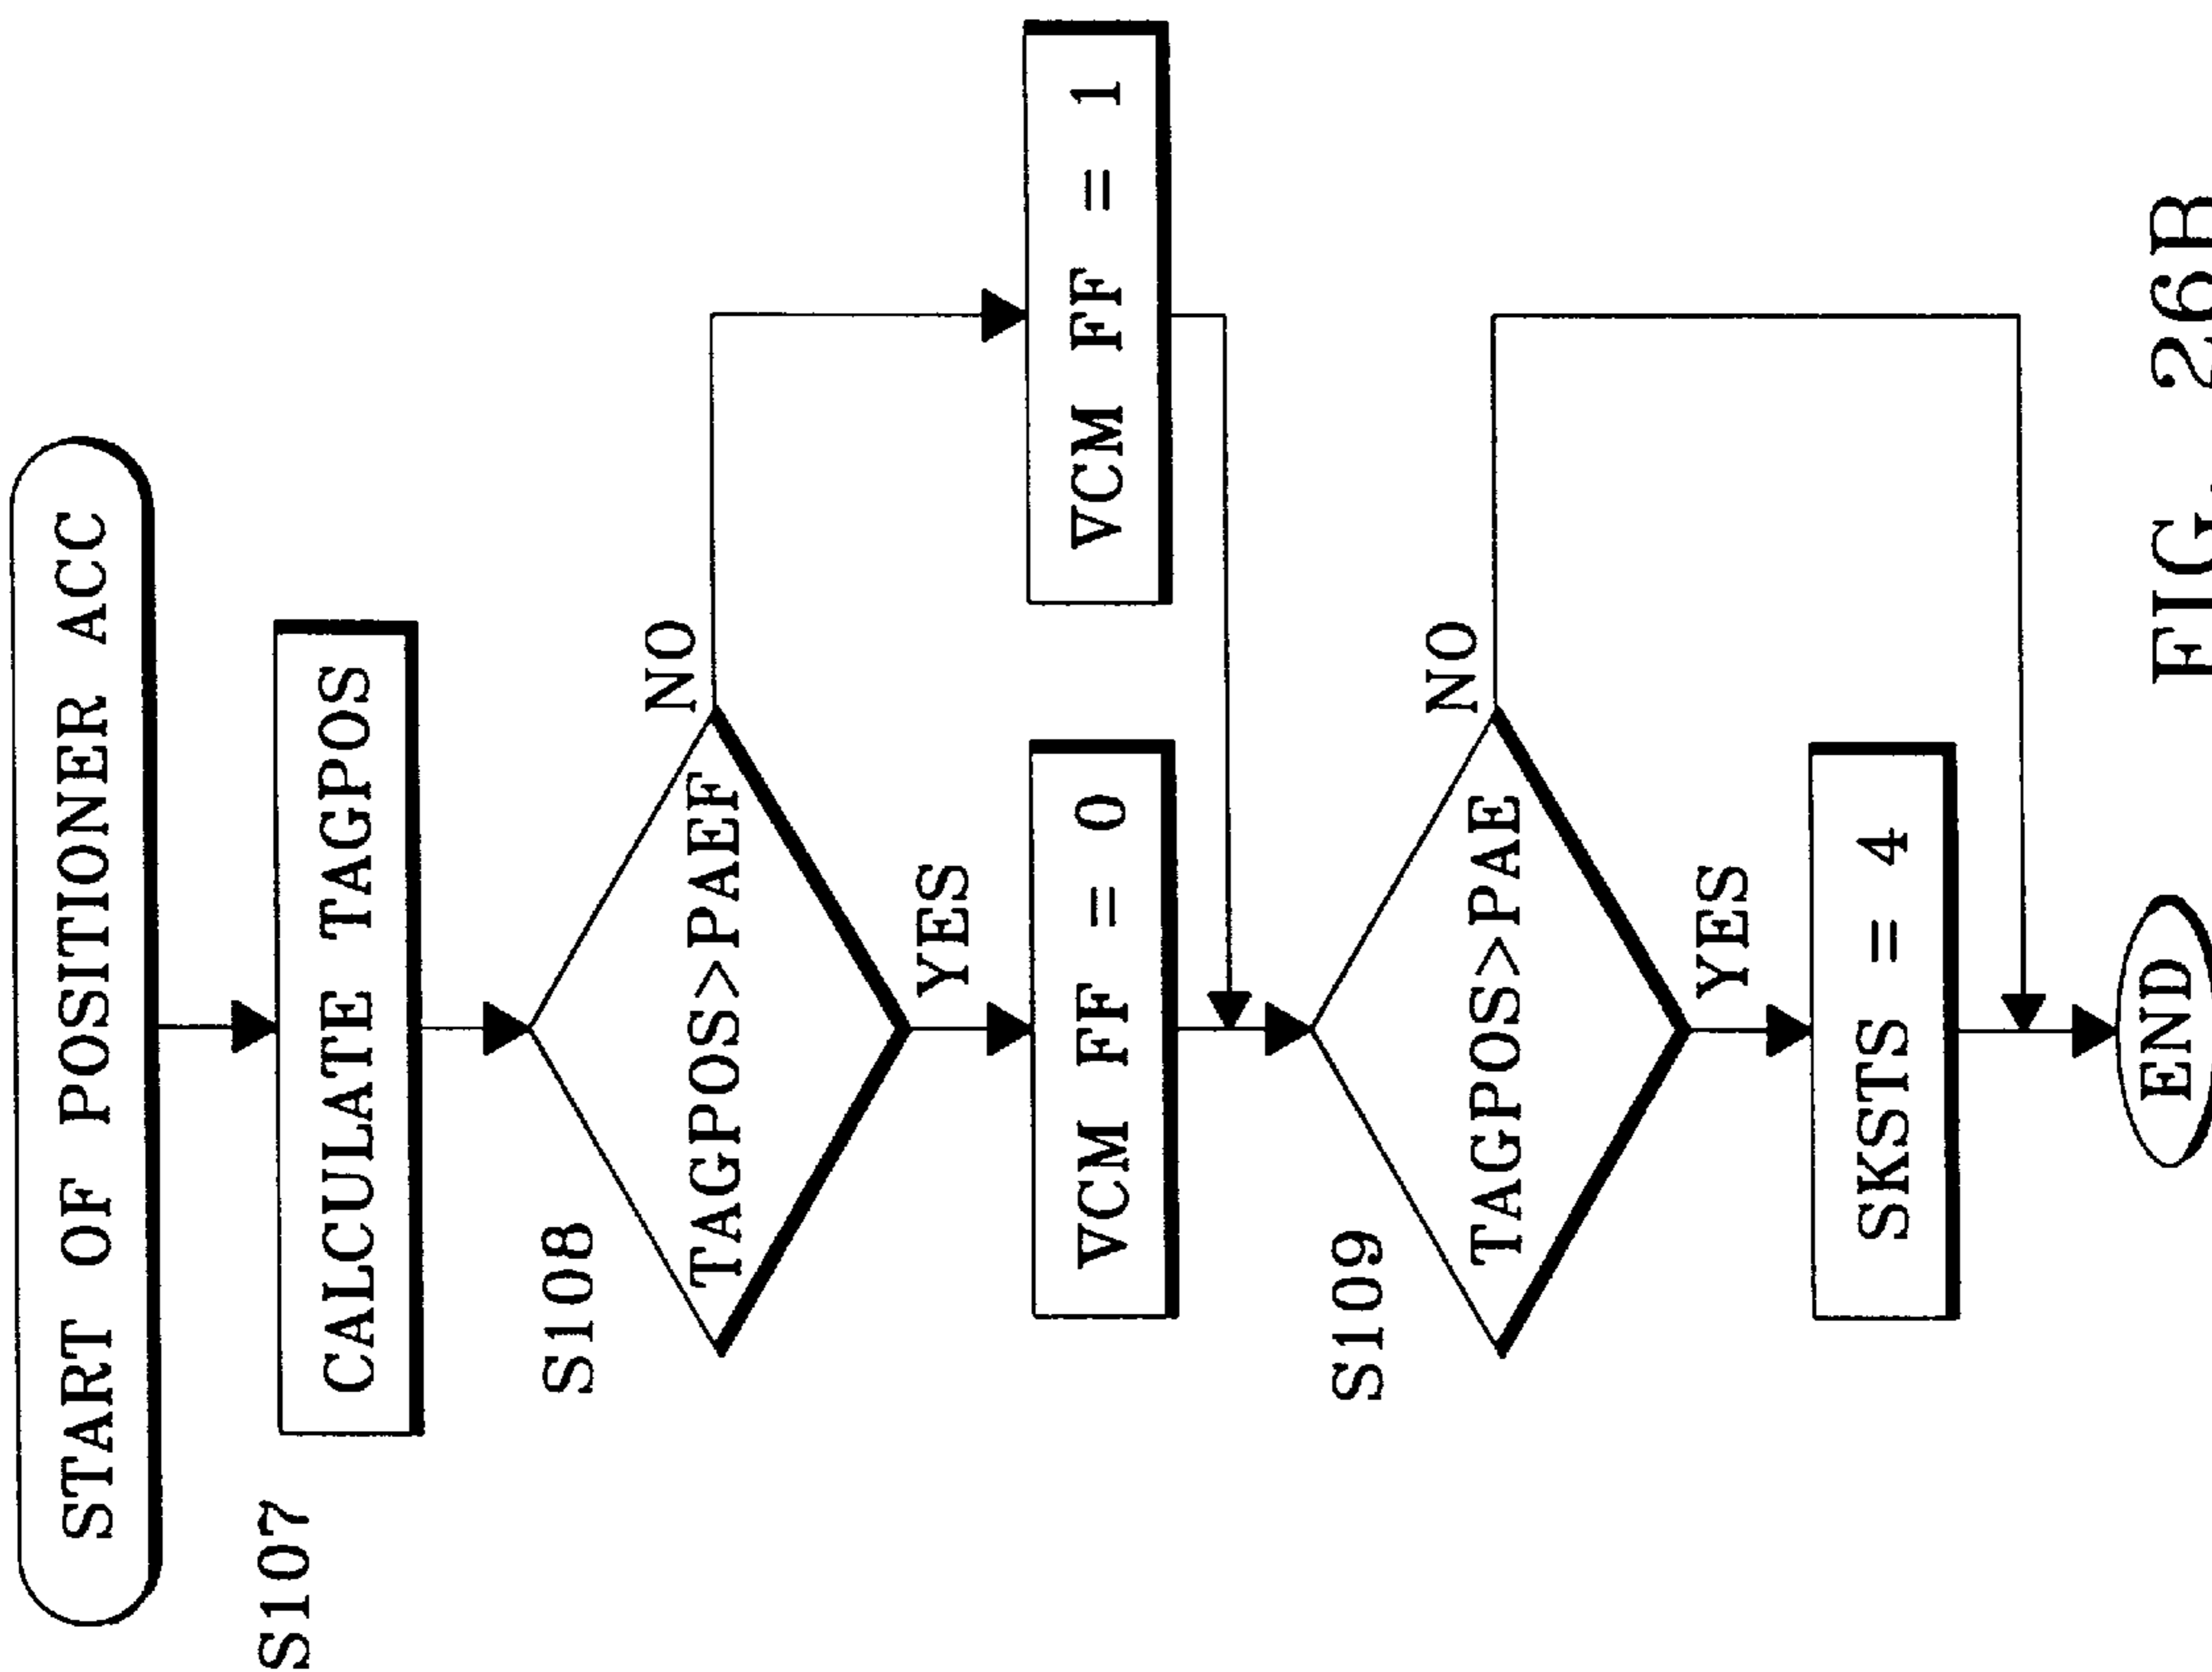 START OF POSITIONER ACC
S107
CALCULATE TAGPOS
S108
TAGPOS>PAEF
NO
YES
VCM FF = 0
VCM FF = 1
S109
TAGPOS>PAE
NO
YES
SKSTS = 4
END
FIG. 26B